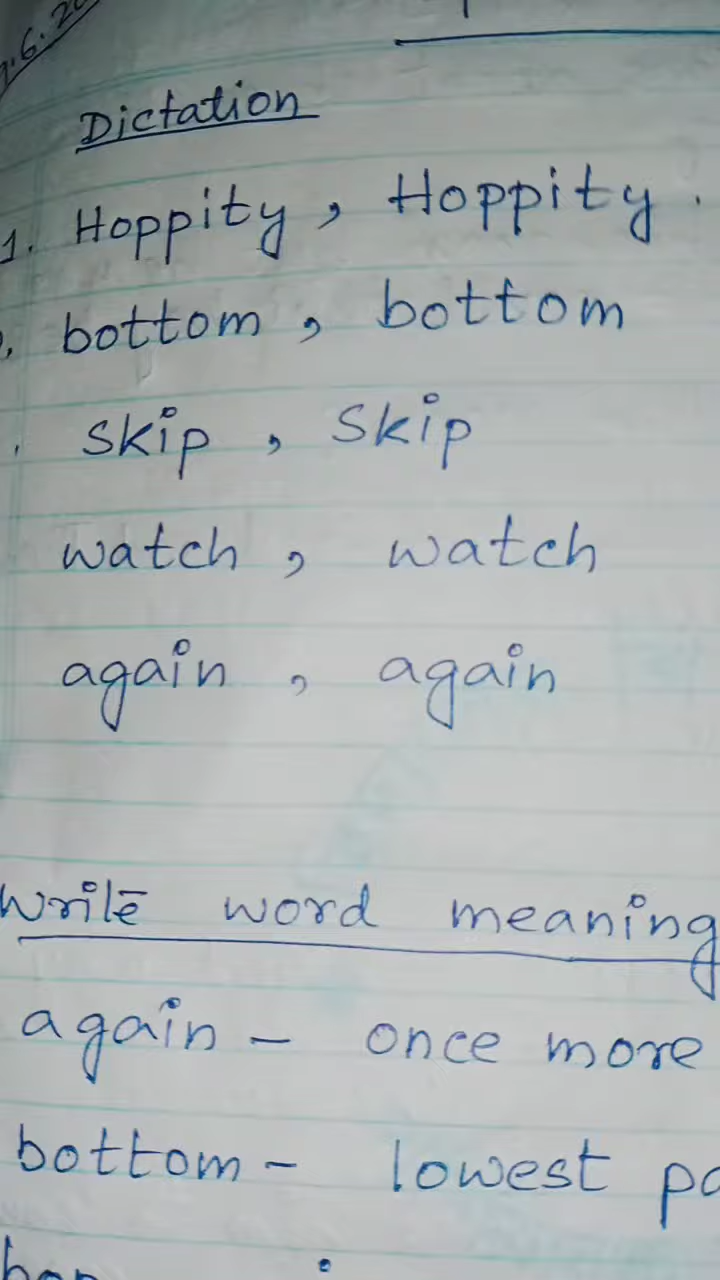 Dictation
1. Hoppity, Hoppity.
bottom, bottom
. skip, skip
watch, watch
again, again
Write word meaning
again - once more
bottom - lowest